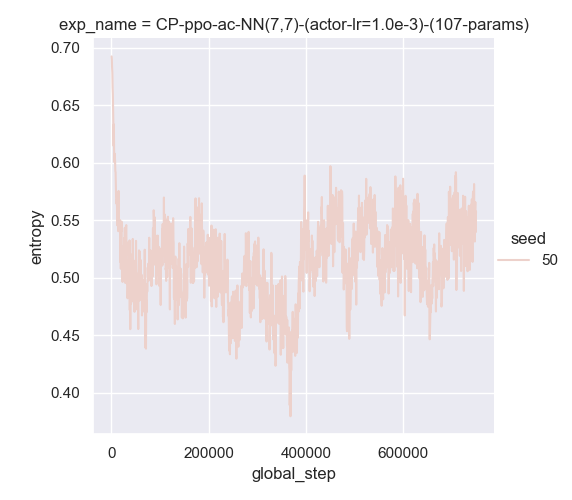 exp_name = CP-ppo-ac-NN(7,7)-(actor-lr=1.0e-3)-(107-params)
0.70
0.65
0.60
0.55
0.50
0.45
0.40
entropy
seed
50
0 200000 400000 600000
global_step